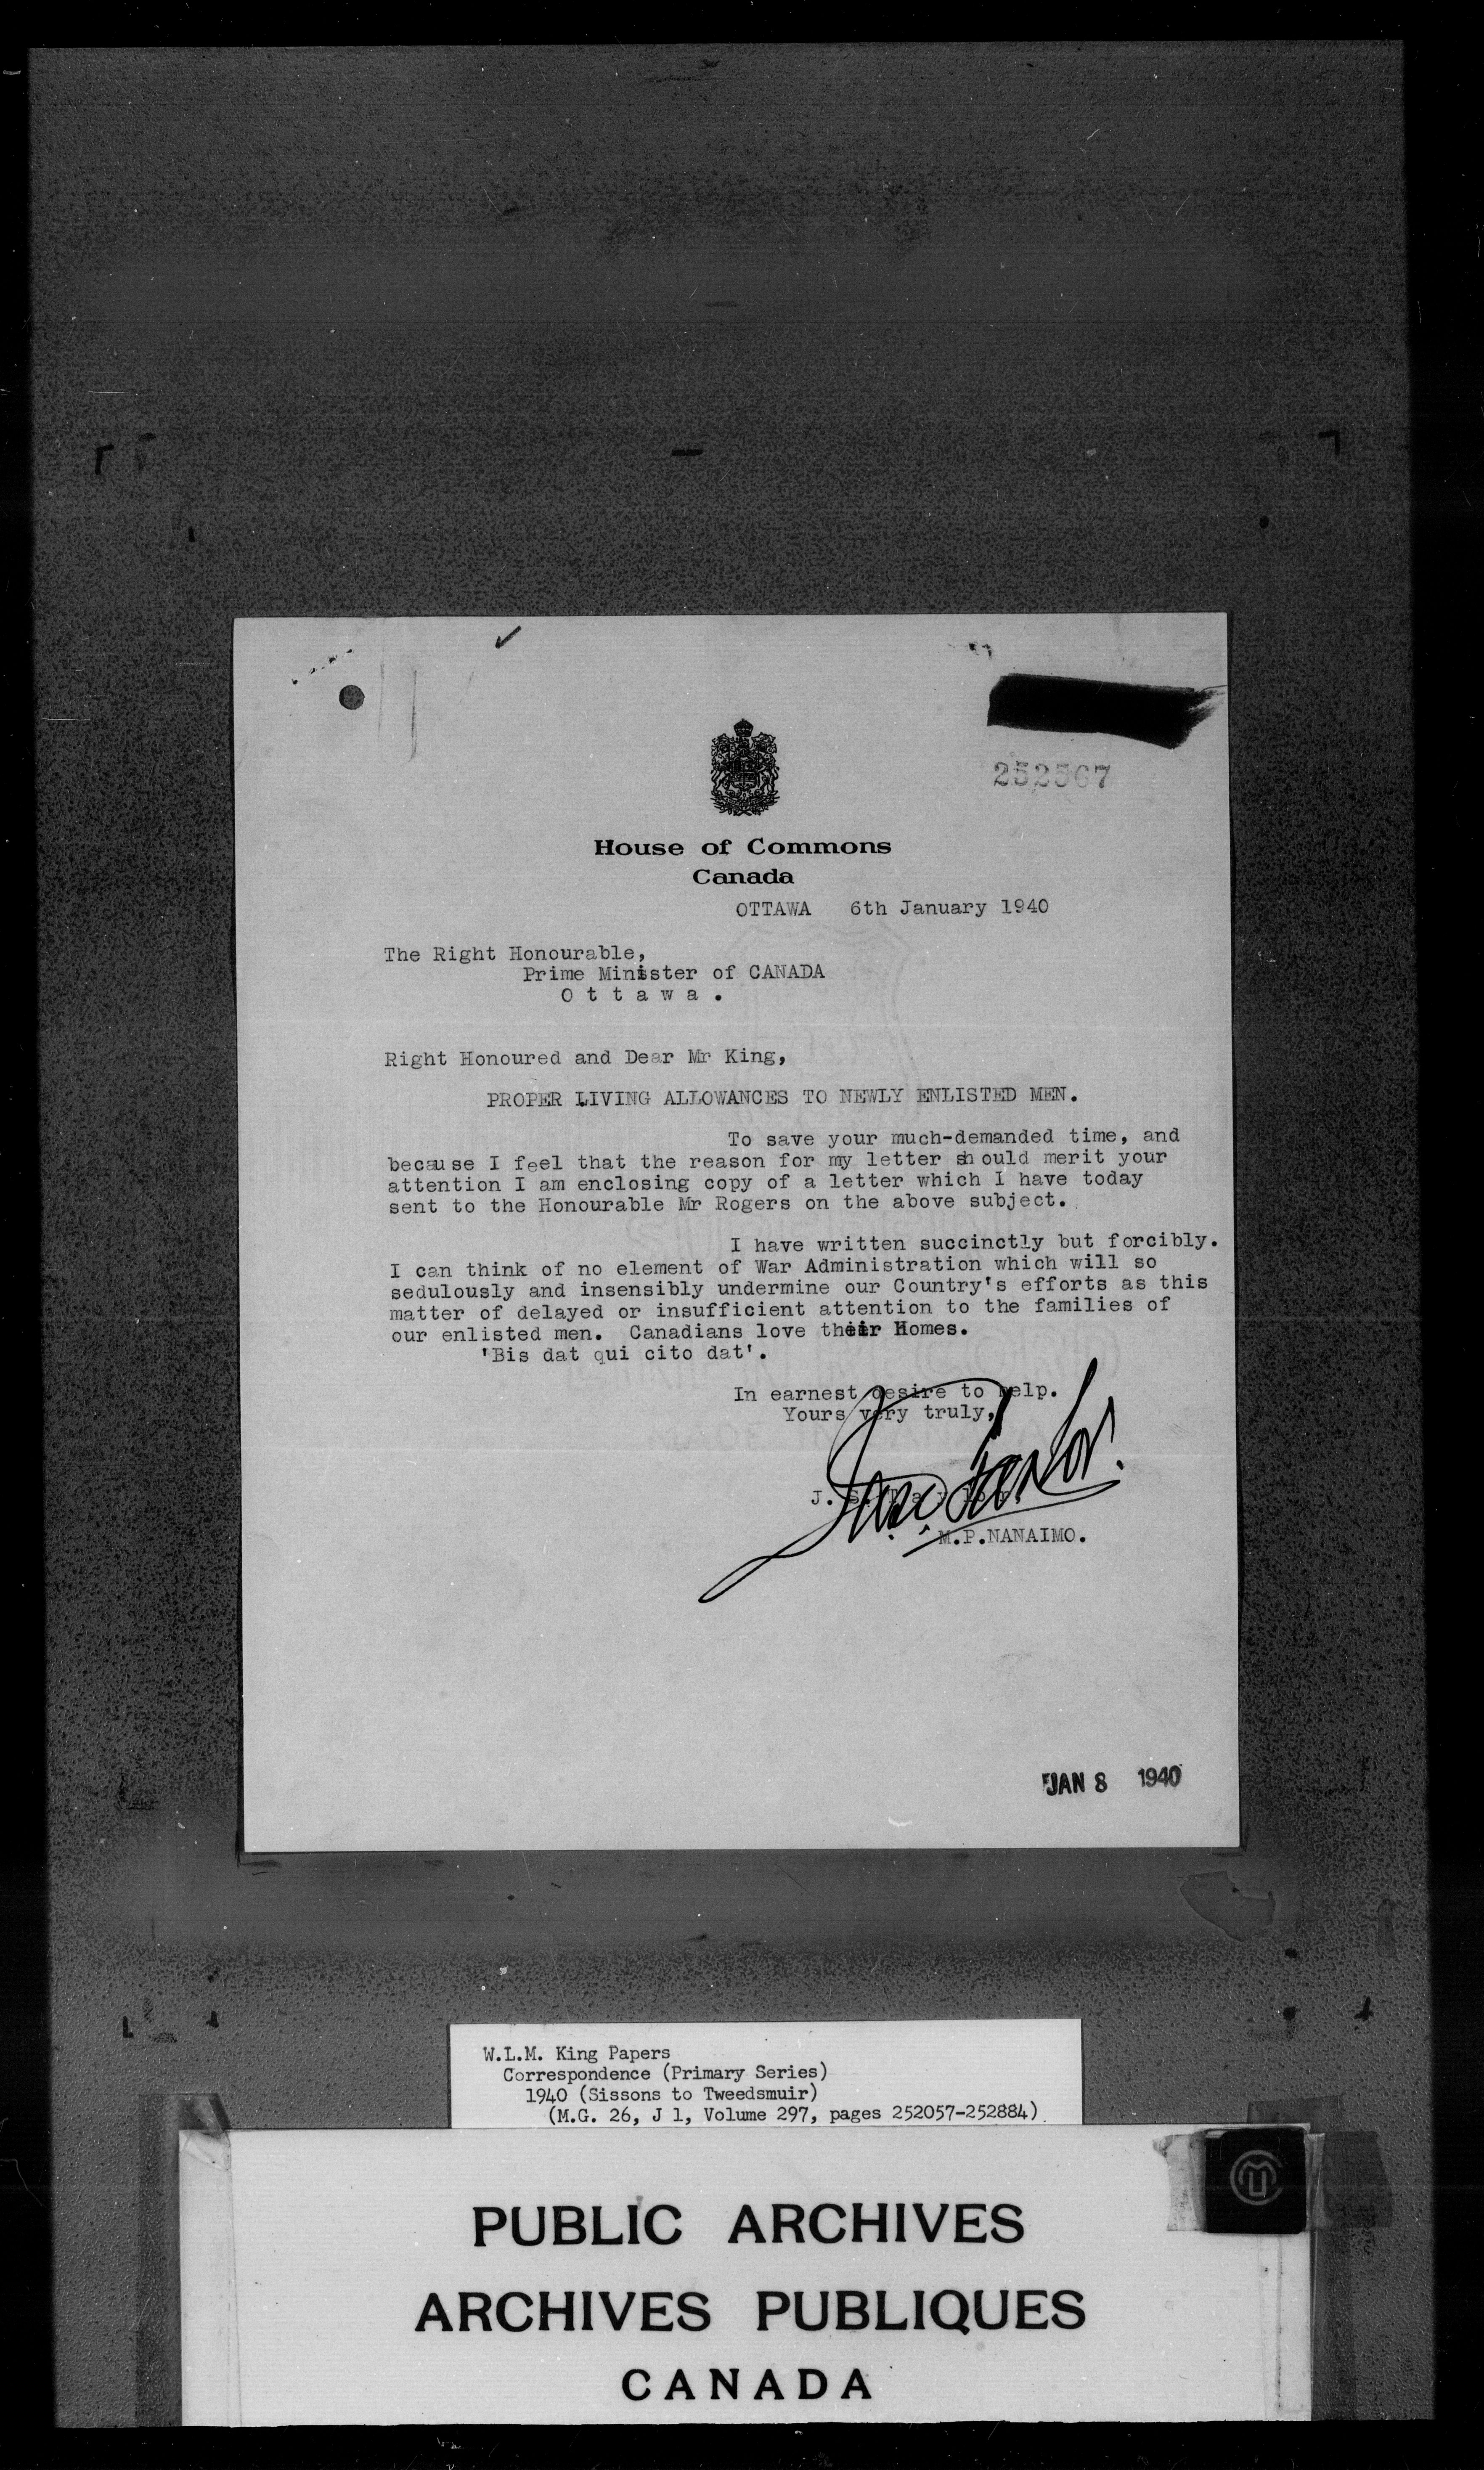 252567
House of Commons
Canada
OTTAWA 6th January 1940
The Right Honourable,
Prime Minister of CANADA
O t t a w a .
Right Honoured and Dear Mr King,
PROPER LIVING ALLOWANCES TO NEWLY ENLISTED MEN.
To save your much-demanded time, and
because I feel that the reason for my letter should merit your
attention I am enclosing copy of a letter which I have today
sent to the Honourable Mr Rogers on the above subject.
I have written succinctly but forcibly.
I can think of no element of War Administration which will so
sedulously and insensibly undermine our Country's efforts as this
matter of delayed or insufficient attention to the families of
our enlisted men. Canadians love their Homes.
'Bis dat qui cito dat'.
In earnest desire to help.
Yours very truly,
J. S. Taylor
M.P.NANAIMO.
JAN 8 1940
W.L.M. King Papers
Correspondence (Primary Series)
1940 (Sissons to Tweedsmuir)
(M.G. 26, J 1, Volume 297, pages 252057-252884)
PUBLIC ARCHIVES
ARCHIVES PUBLIQUES
CANADA